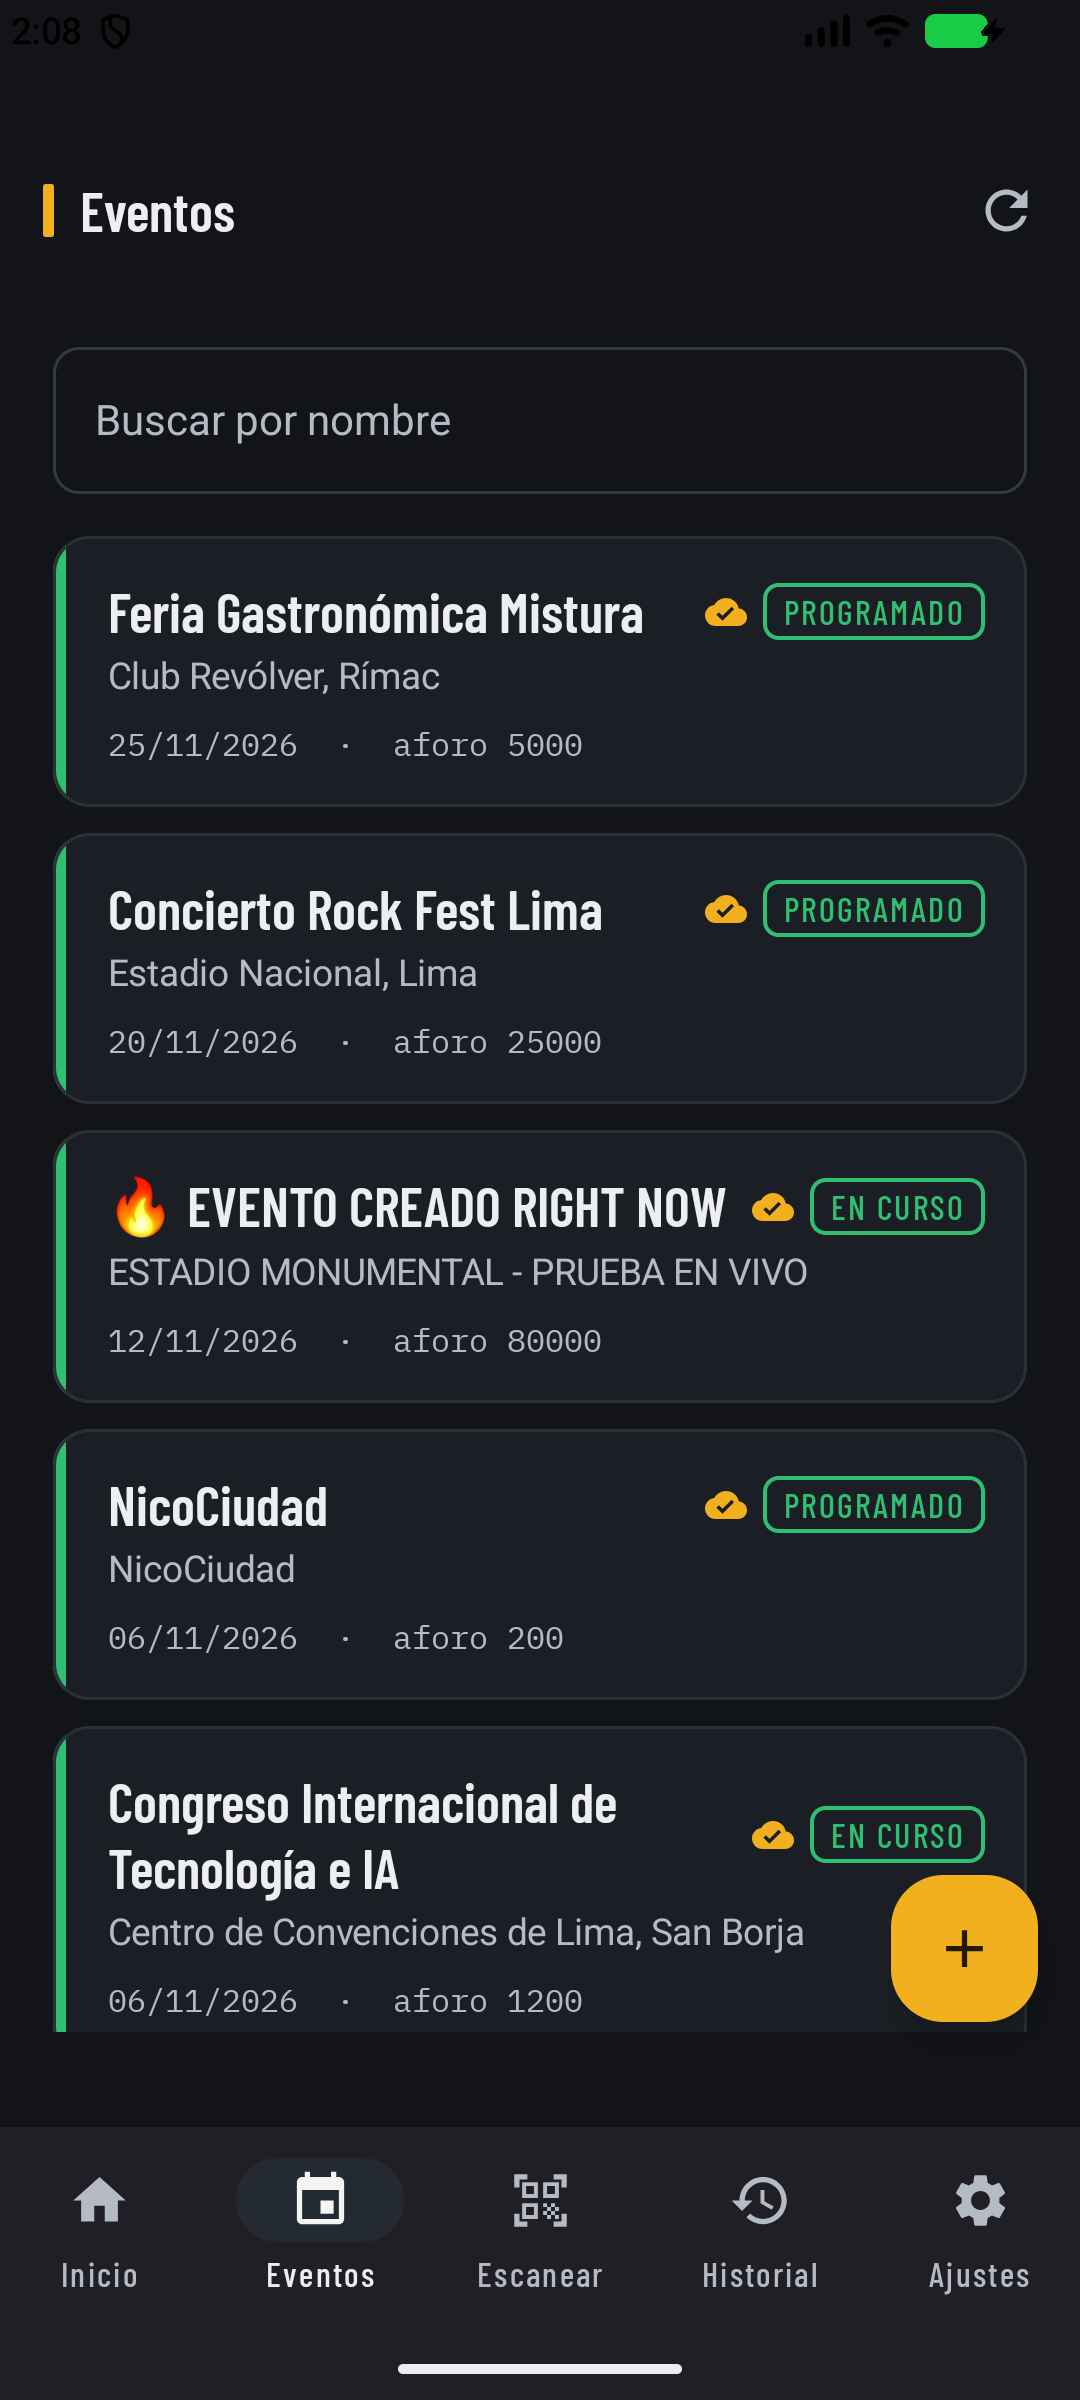 2:08
Eventos
Buscar por nombre
Feria Gastronómica Mistura
PROGRAMADO
Club Revólver, Rímac
25/11/2026 · aforo 5000
Concierto Rock Fest Lima
PROGRAMADO
Estadio Nacional, Lima
20/11/2026 · aforo 25000
🔥 EVENTO CREADO RIGHT NOW
EN CURSO
ESTADIO MONUMENTAL - PRUEBA EN VIVO
12/11/2026 · aforo 80000
NicoCiudad
PROGRAMADO
NicoCiudad
06/11/2026 · aforo 200
Congreso Internacional de
Tecnología e IA
EN CURSO
Centro de Convenciones de Lima, San Borja
06/11/2026 · aforo 1200
+
Inicio
Eventos
Escanear
Historial
Ajustes